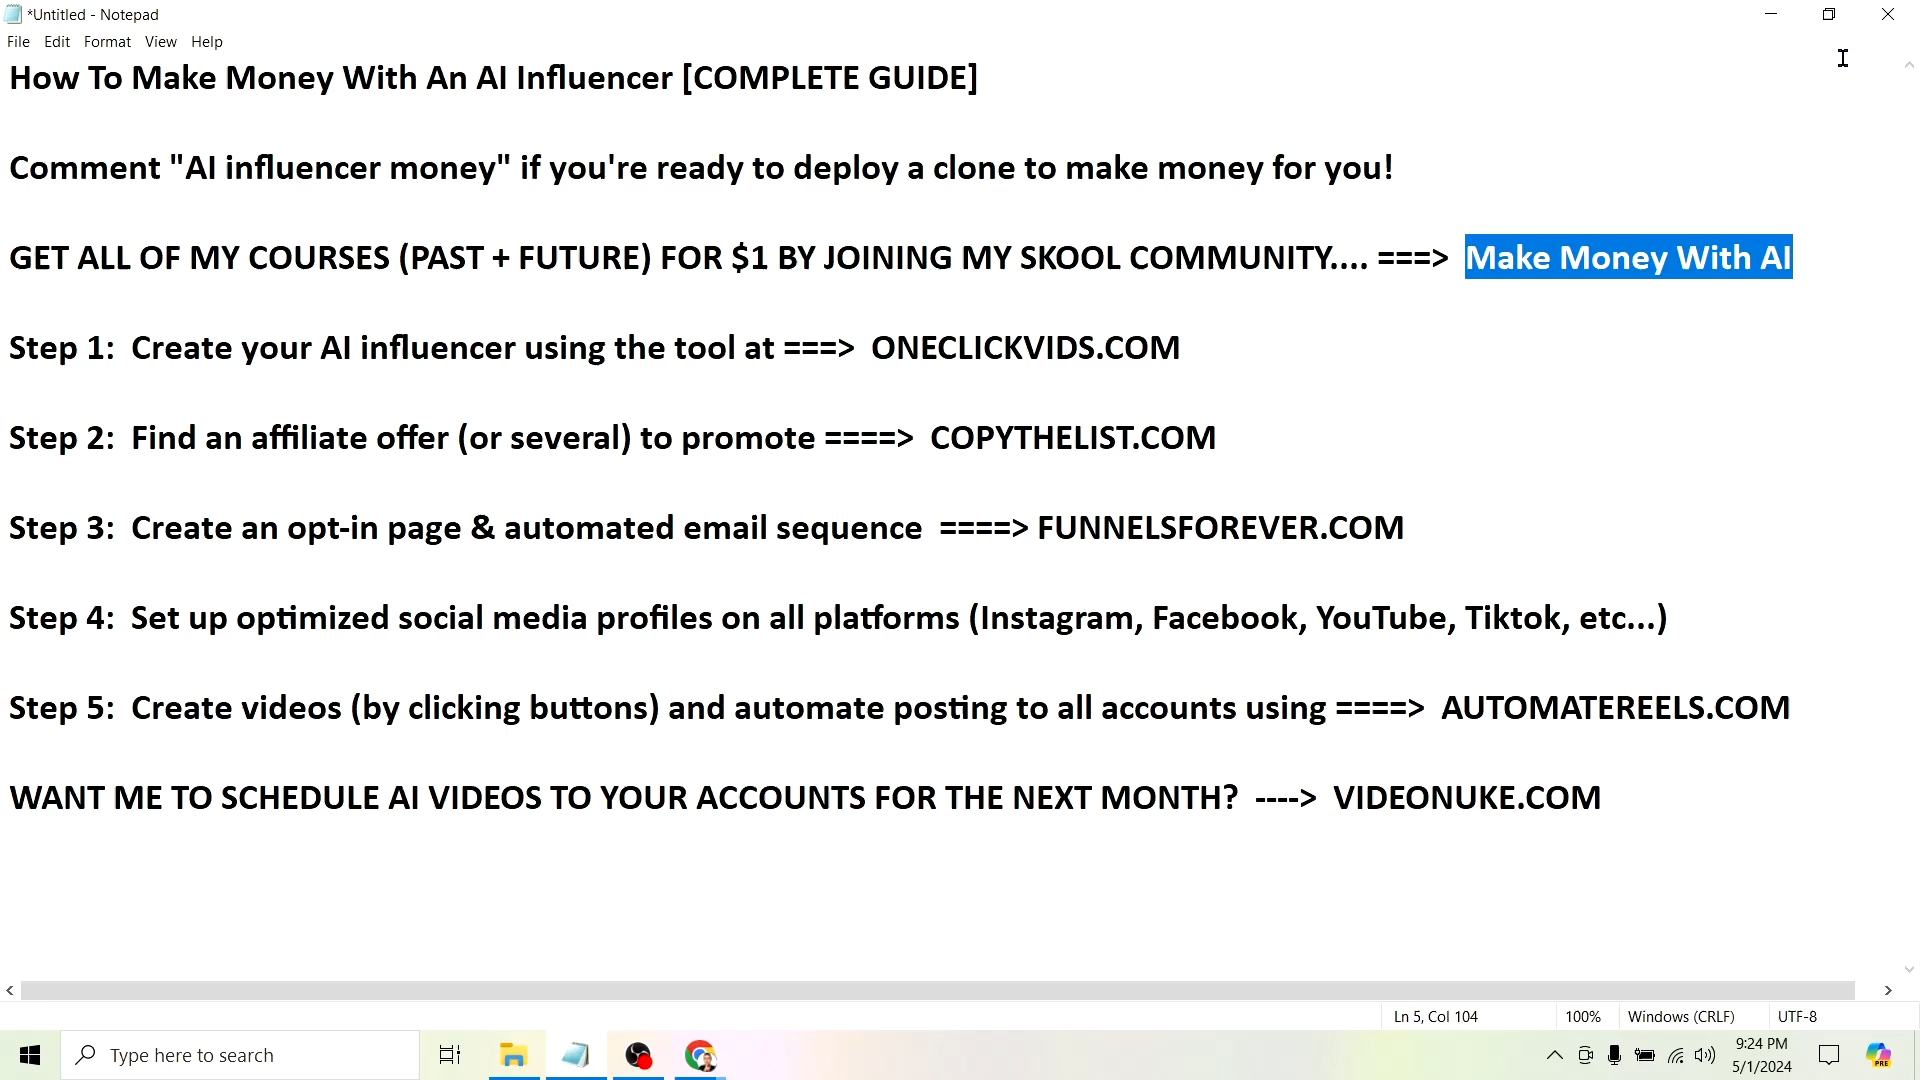 *Untitled - Notepad
File Edit Format View Help
How To Make Money With An AI Influencer [COMPLETE GUIDE]
Comment "AI influencer money" if you're ready to deploy a clone to make money for you!
GET ALL OF MY COURSES (PAST + FUTURE) FOR $1 BY JOINING MY SKOOL COMMUNITY.... ===>  Make Money With AI
Step 1:  Create your AI influencer using the tool at ===>  ONECLICKVIDS.COM
Step 2:  Find an affiliate offer (or several) to promote ====>  COPYTHELIST.COM
Step 3:  Create an opt-in page & automated email sequence  ====> FUNNELSFOREVER.COM
Step 4:  Set up optimized social media profiles on all platforms (Instagram, Facebook, YouTube, Tiktok, etc...)
Step 5:  Create videos (by clicking buttons) and automate posting to all accounts using ====>  AUTOMATEREELS.COM
WANT ME TO SCHEDULE AI VIDEOS TO YOUR ACCOUNTS FOR THE NEXT MONTH?  ---->  VIDEONUKE.COM
Ln 5, Col 104 100% Windows (CRLF) UTF-8
Type here to search
9:24 PM
5/1/2024
PRE